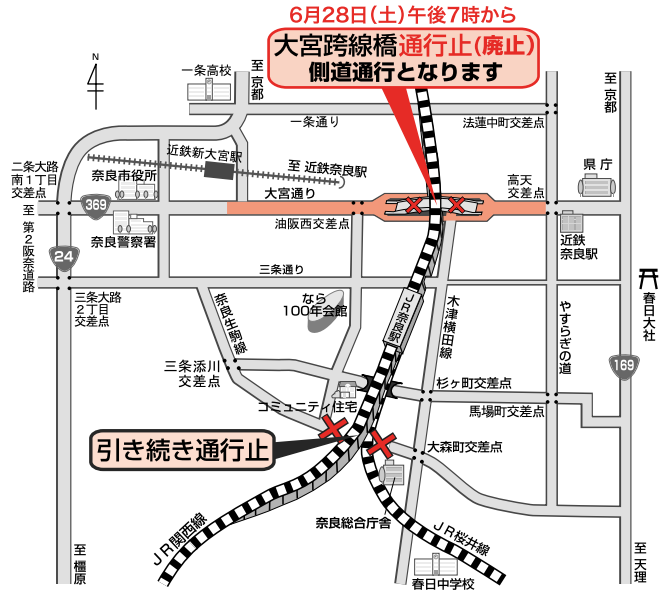 6月28日(土)午後7時から
大宮跨線橋通行止(廃止)
側道通行となります
N
一条高校
至 京都
至 京都
一条通り
法蓮中町交差点
近鉄新大宮駅
至 近鉄奈良駅
二条大路
南1丁目
交差点
奈良市役所
大宮通り
高天
交差点
県庁
369
至 第2阪奈道路
油阪西交差点
近鉄
奈良駅
奈良警察署
24
三条通り
三条大路
2丁目
交差点
奈良生駒線
なら
100年会館
JR奈良駅
木津横田線
やすらぎの道
春日大社
169
三条添川
交差点
杉ヶ町交差点
コミュニティ住宅
馬場町交差点
引き続き通行止
大森町交差点
奈良総合庁舎
JR関西線
JR桜井線
至 橿原
春日中学校
至 天理